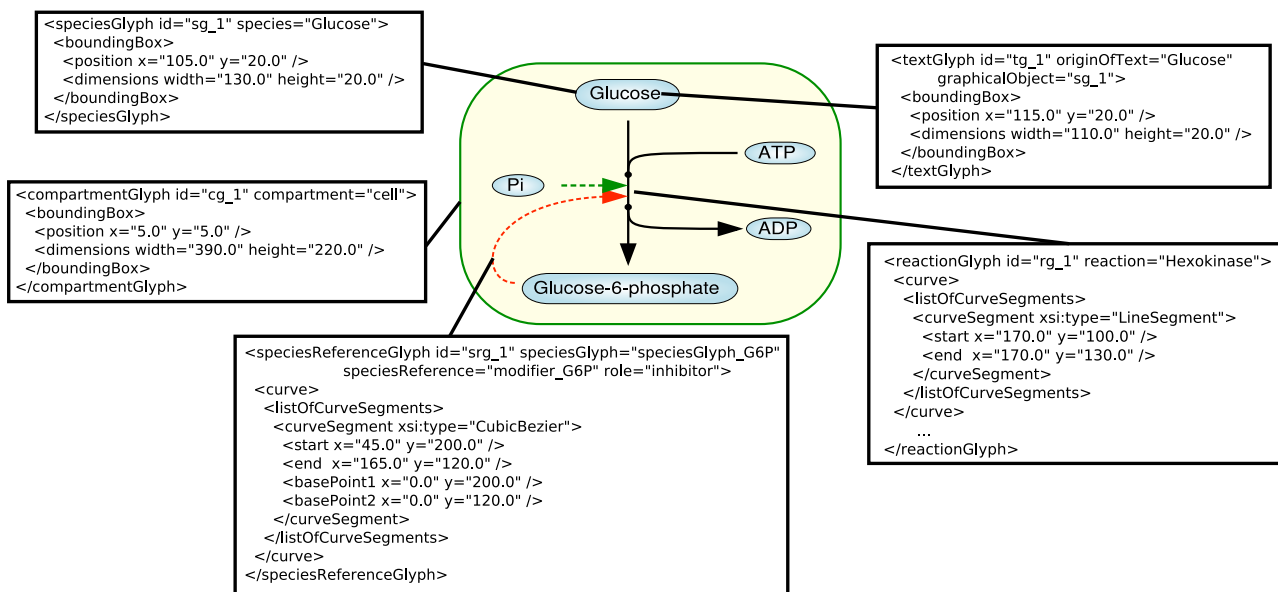 <speciesGlyph id="sg_1" species="Glucose">
  <boundingBox>
    <position x="105.0" y="20.0" />
    <dimensions width="130.0" height="20.0" />
  </boundingBox>
</speciesGlyph>
<textGlyph id="tg_1" originOfText="Glucose"
          graphicalObject="sg_1">
  <boundingBox>
    <position x="115.0" y="20.0" />
    <dimensions width="110.0" height="20.0" />
  </boundingBox>
</textGlyph>
Glucose
ATP
Pi
ADP
Glucose-6-phosphate
<compartmentGlyph id="cg_1" compartment="cell">
  <boundingBox>
    <position x="5.0" y="5.0" />
    <dimensions width="390.0" height="220.0" />
  </boundingBox>
</compartmentGlyph>
<reactionGlyph id="rg_1" reaction="Hexokinase">
  <curve>
    <listOfCurveSegments>
      <curveSegment xsi:type="LineSegment">
        <start x="170.0" y="100.0" />
        <end  x="170.0" y="130.0" />
      </curveSegment>
    </listOfCurveSegments>
  </curve>
      ...
</reactionGlyph>
<speciesReferenceGlyph id="srg_1" speciesGlyph="speciesGlyph_G6P"
                    speciesReference="modifier_G6P" role="inhibitor">
  <curve>
    <listOfCurveSegments>
      <curveSegment xsi:type="CubicBezier">
        <start x="45.0" y="200.0" />
        <end  x="165.0" y="120.0" />
        <basePoint1 x="0.0" y="200.0" />
        <basePoint2 x="0.0" y="120.0" />
      </curveSegment>
    </listOfCurveSegments>
  </curve>
</speciesReferenceGlyph>